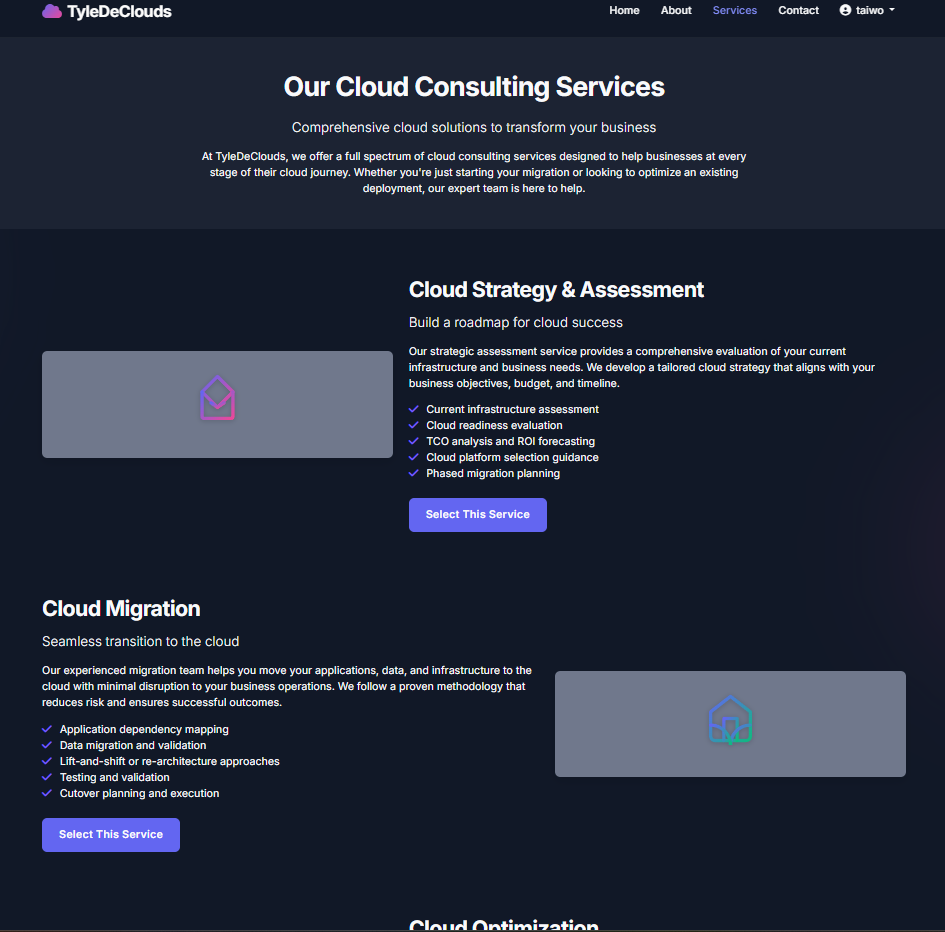 TyleDeClouds
Home About Services Contact taiwo
Our Cloud Consulting Services
Comprehensive cloud solutions to transform your business
At TyleDeClouds, we offer a full spectrum of cloud consulting services designed to help businesses at every
stage of their cloud journey. Whether you're just starting your migration or looking to optimize an existing
deployment, our expert team is here to help.
Cloud Strategy & Assessment
Build a roadmap for cloud success
Our strategic assessment service provides a comprehensive evaluation of your current
infrastructure and business needs. We develop a tailored cloud strategy that aligns with your
business objectives, budget, and timeline.
Current infrastructure assessment
Cloud readiness evaluation
TCO analysis and ROI forecasting
Cloud platform selection guidance
Phased migration planning
Select This Service
Cloud Migration
Seamless transition to the cloud
Our experienced migration team helps you move your applications, data, and infrastructure to the
cloud with minimal disruption to your business operations. We follow a proven methodology that
reduces risk and ensures successful outcomes.
Application dependency mapping
Data migration and validation
Lift-and-shift or re-architecture approaches
Testing and validation
Cutover planning and execution
Select This Service
Cloud Optimization